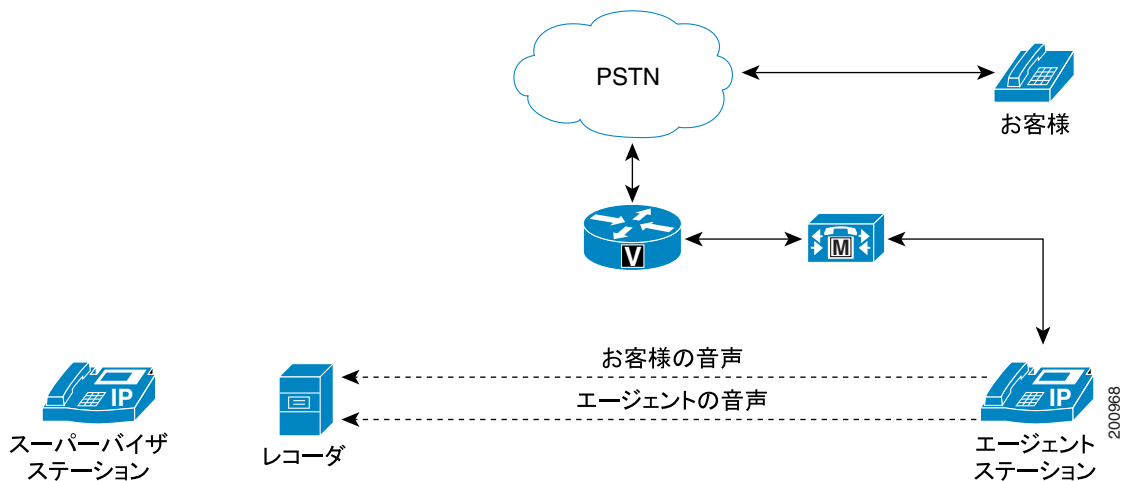 PSTN
お客様
V
M
お客様の音声
エージェントの音声
IP
スーパーバイザ
ステーション
レコーダ
IP
エージェント
ステーション
200968